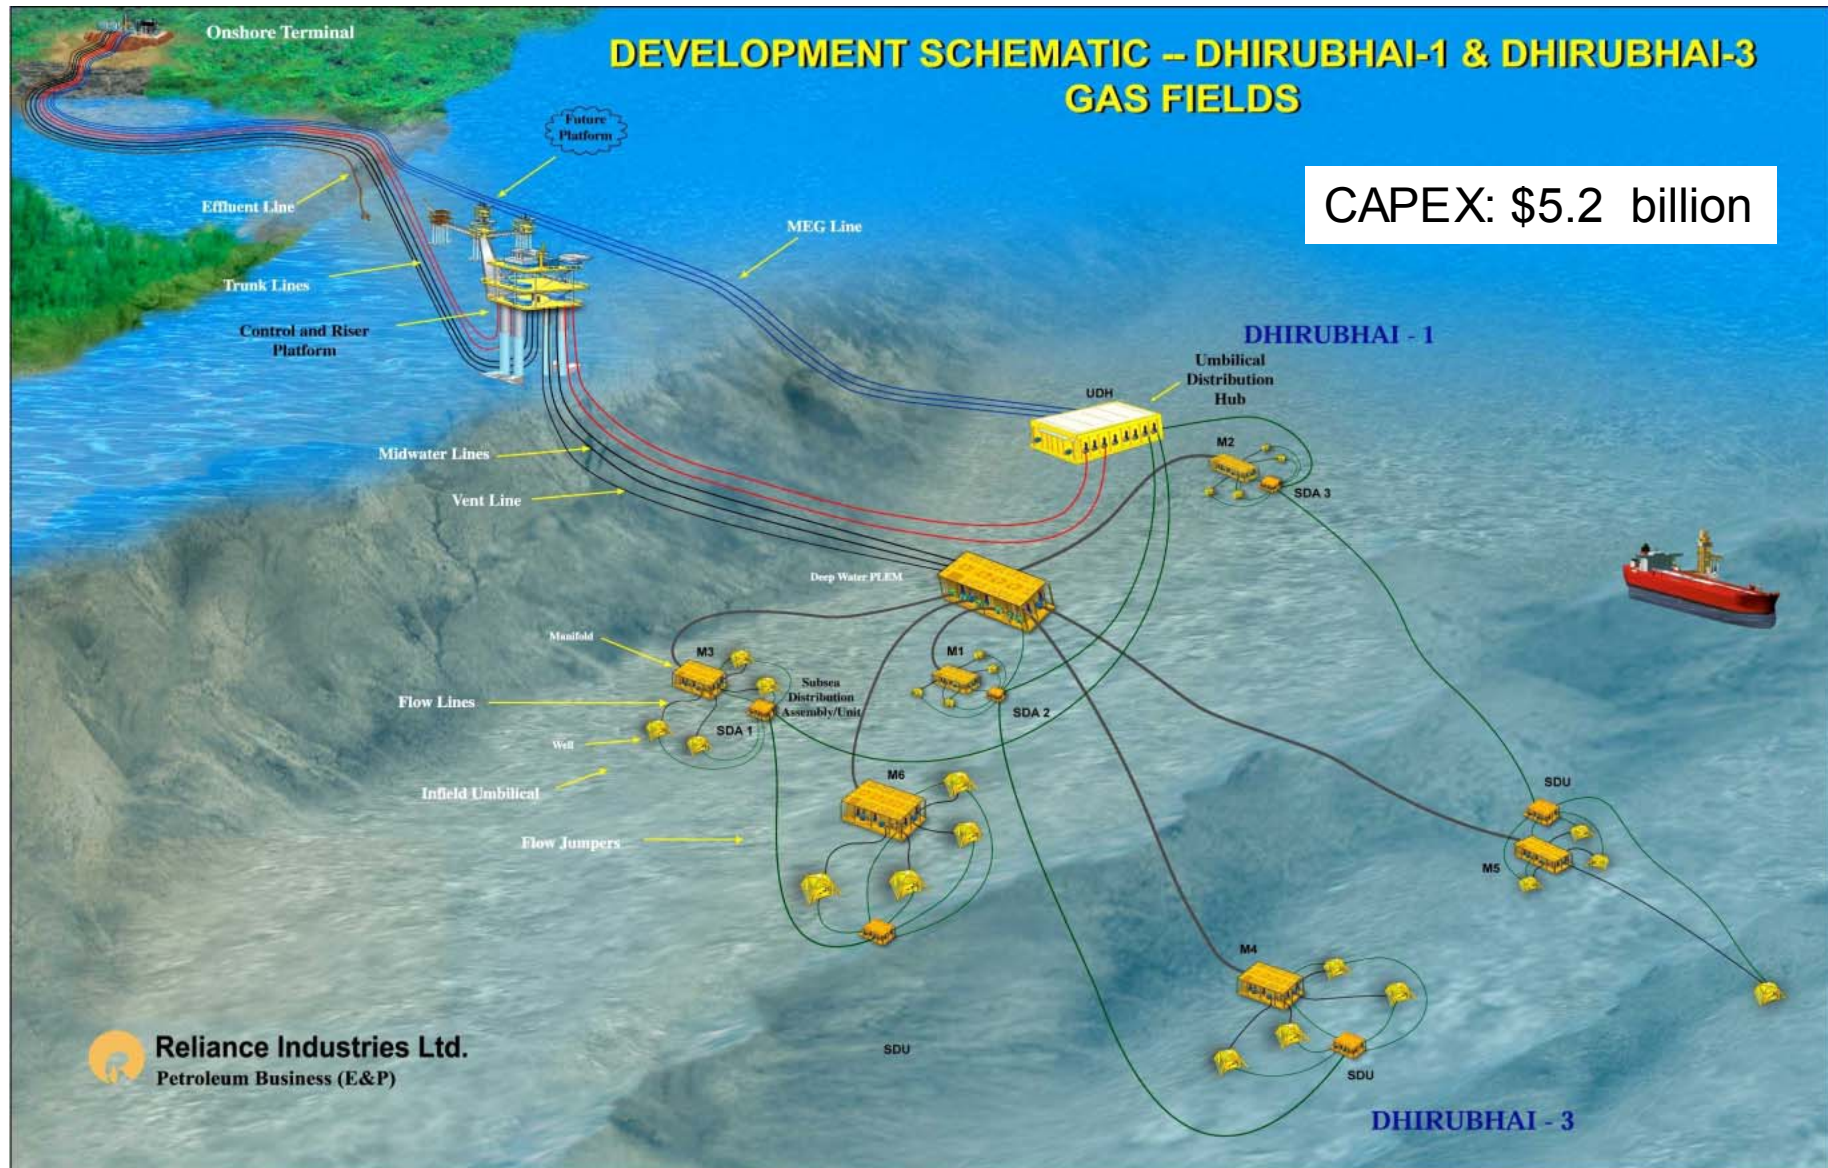 Onshore Terminal
DEVELOPMENT SCHEMATIC -- DHIRUBHAI-1 & DHIRUBHAI-3
GAS FIELDS
Future
Platform
CAPEX: $5.2 billion
Effluent Line
MEG Line
Trunk Lines
Control and Riser
Platform
DHIRUBHAI - 1
Umbilical
Distribution
Hub
UDH
M2
Midwater Lines
SDA 3
Vent Line
Deep Water PLEM
Manifold
M3
M1
Subsea
Distribution
Assembly/Unit
Flow Lines
SDA 2
SDA 1
Well
M6
SDU
Infield Umbilical
Flow Jumpers
M5
M4
Reliance Industries Ltd.
Petroleum Business (E&P)
SDU
SDU
DHIRUBHAI - 3